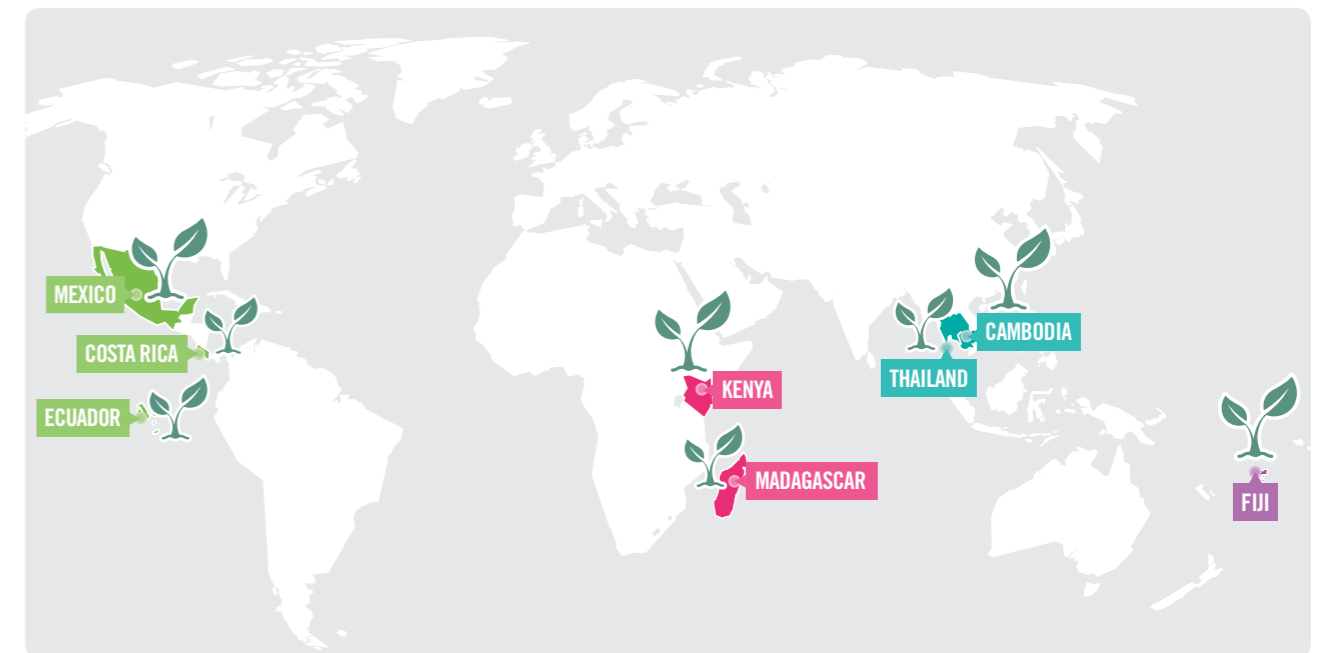 MEXICO
COSTA RICA
ECUADOR
KENYA
MADAGASCAR
CAMBODIA
THAILAND
FIJI